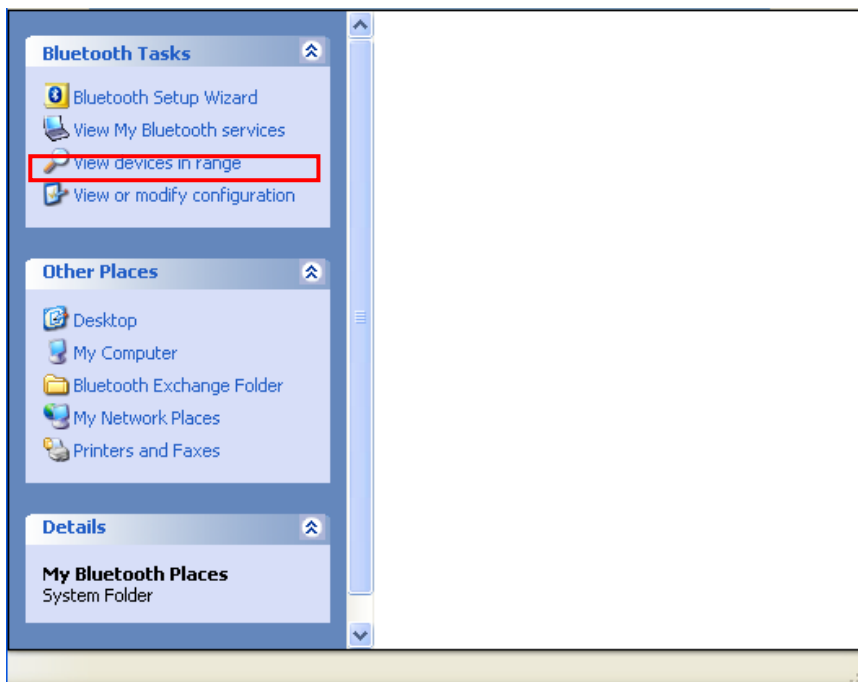 Bluetooth Tasks
Bluetooth Setup Wizard
View My Bluetooth services
View devices in range
View or modify configuration
Other Places
Desktop
My Computer
Bluetooth Exchange Folder
My Network Places
Printers and Faxes
Details
My Bluetooth Places
System Folder